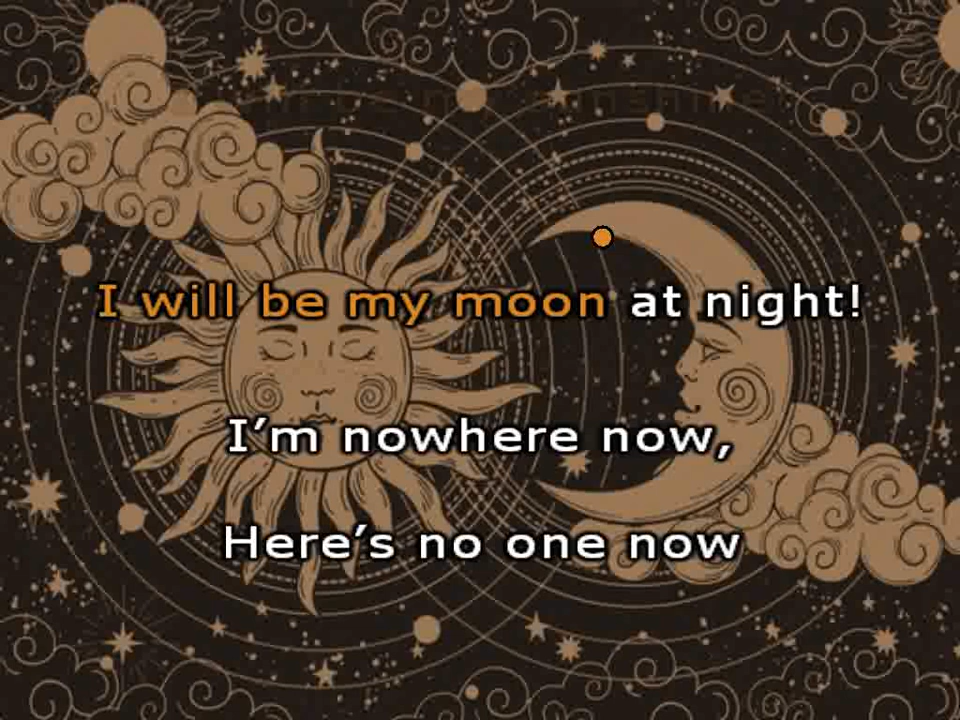 I will be my moon at night!
I’m nowhere now,
Here’s no one now